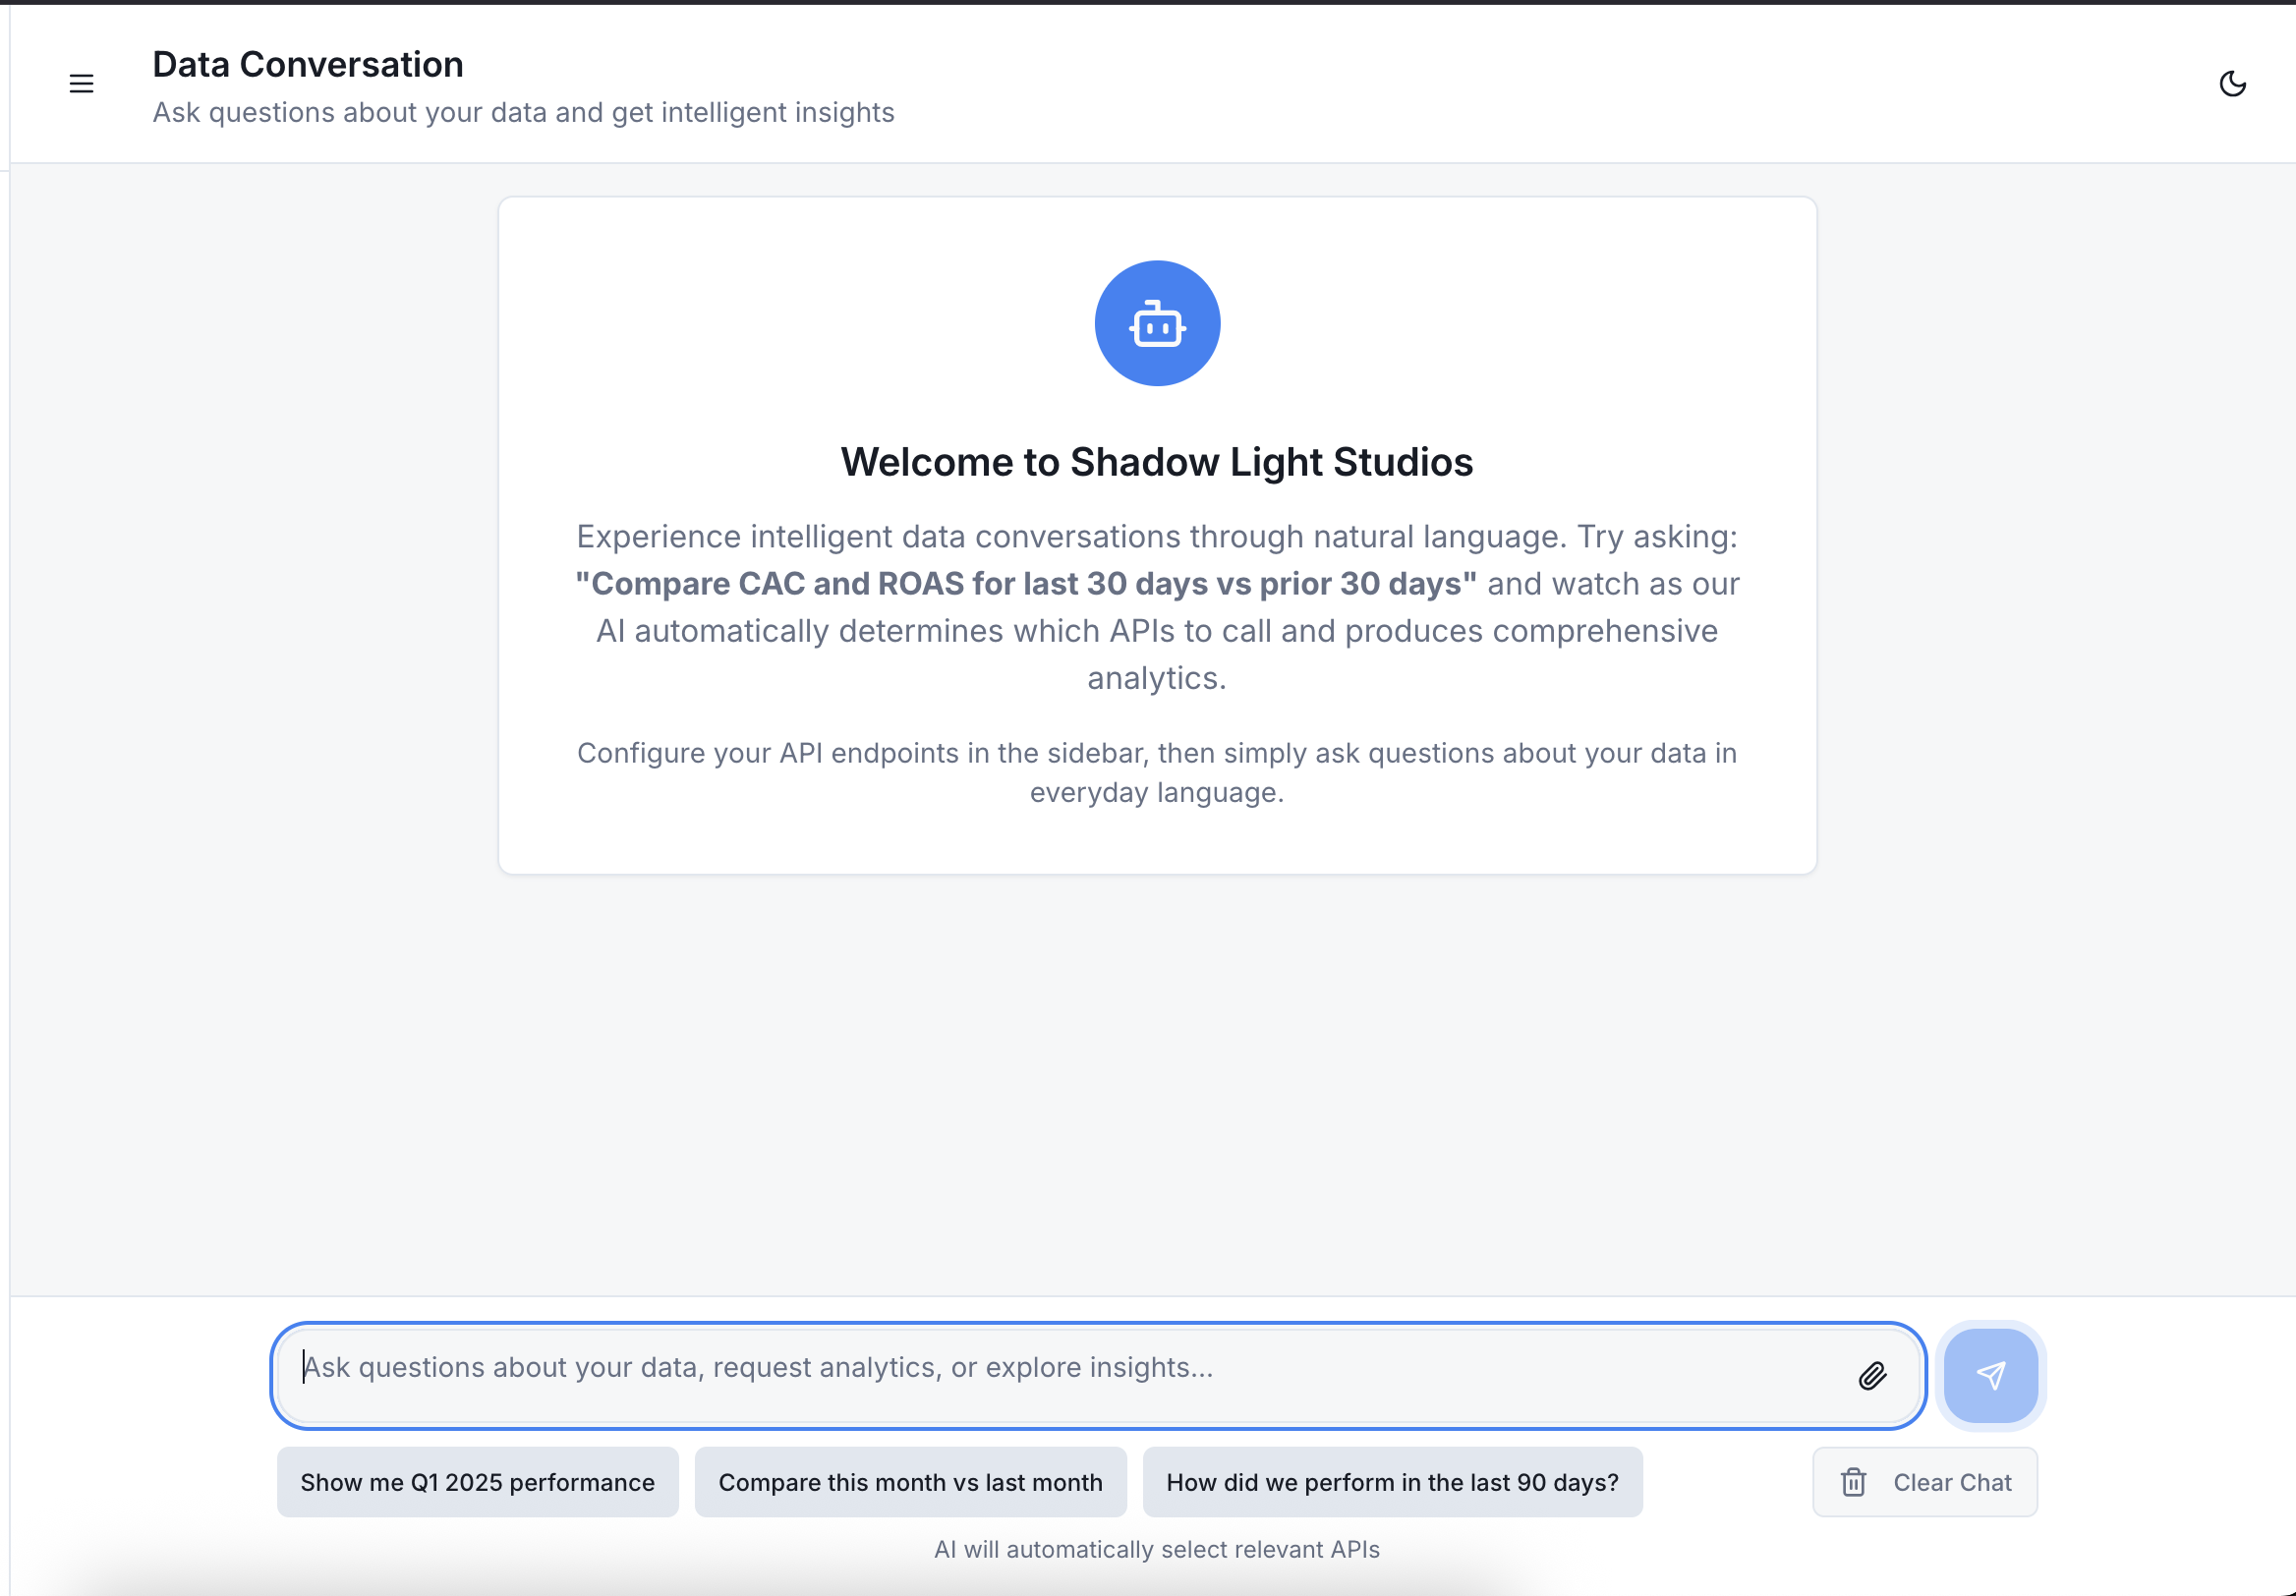 Data Conversation
Ask questions about your data and get intelligent insights
Welcome to Shadow Light Studios
Experience intelligent data conversations through natural language. Try asking:
"Compare CAC and ROAS for last 30 days vs prior 30 days" and watch as our
AI automatically determines which APIs to call and produces comprehensive
analytics.
Configure your API endpoints in the sidebar, then simply ask questions about your data in
everyday language.
Ask questions about your data, request analytics, or explore insights...
Show me Q1 2025 performance
Compare this month vs last month
How did we perform in the last 90 days?
Clear Chat
AI will automatically select relevant APIs